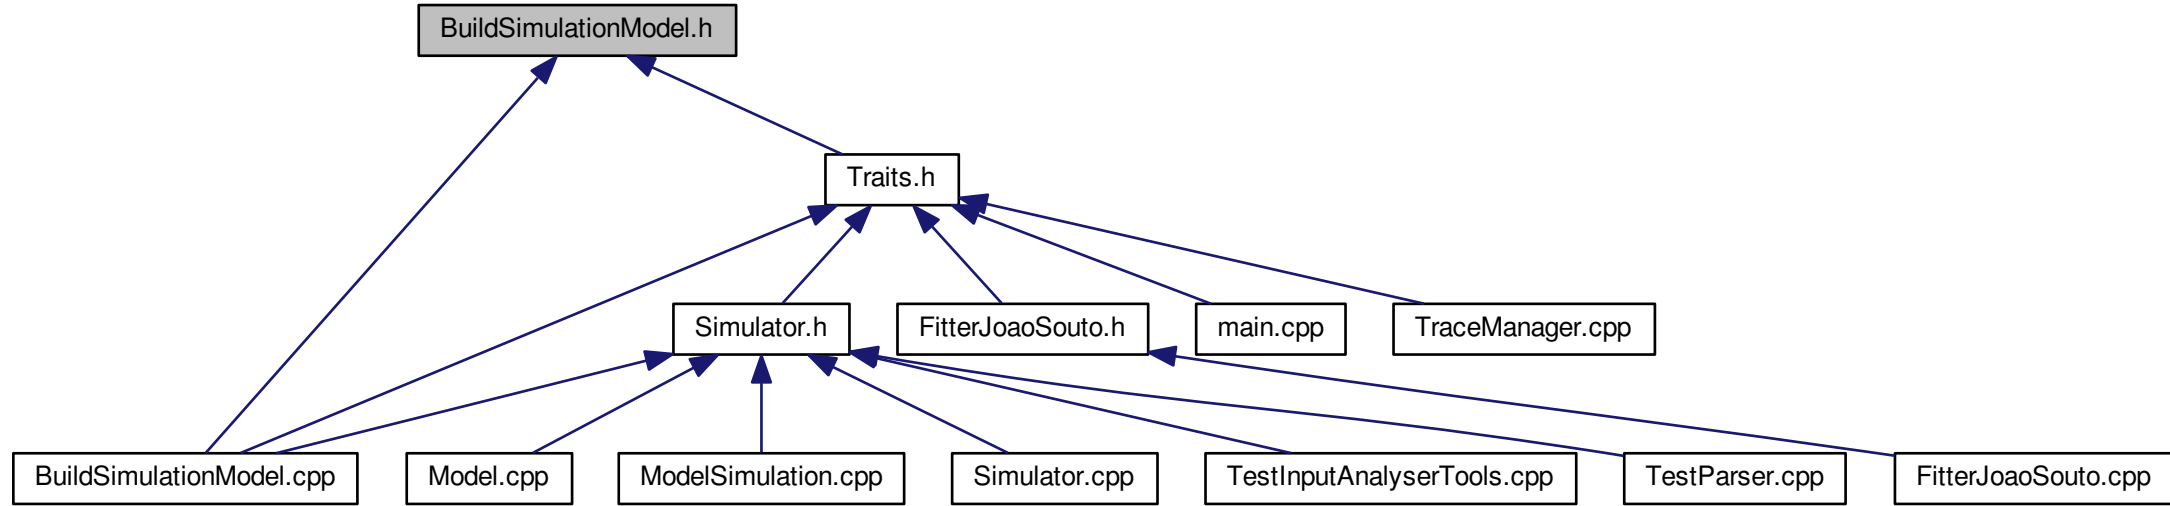 BuildSimulationModel.h
Traits.h
Simulator.h
FitterJoaoSouto.h
main.cpp
TraceManager.cpp
BuildSimulationModel.cpp
Model.cpp
ModelSimulation.cpp
Simulator.cpp
TestInputAnalyserTools.cpp
TestParser.cpp
FitterJoaoSouto.cpp